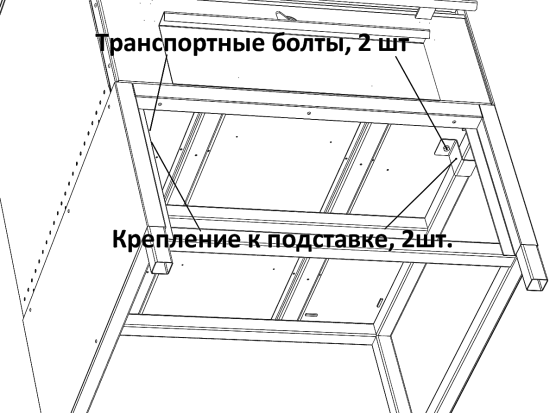 Транспортные болты, 2 шт
Крепление к подставке, 2шт.